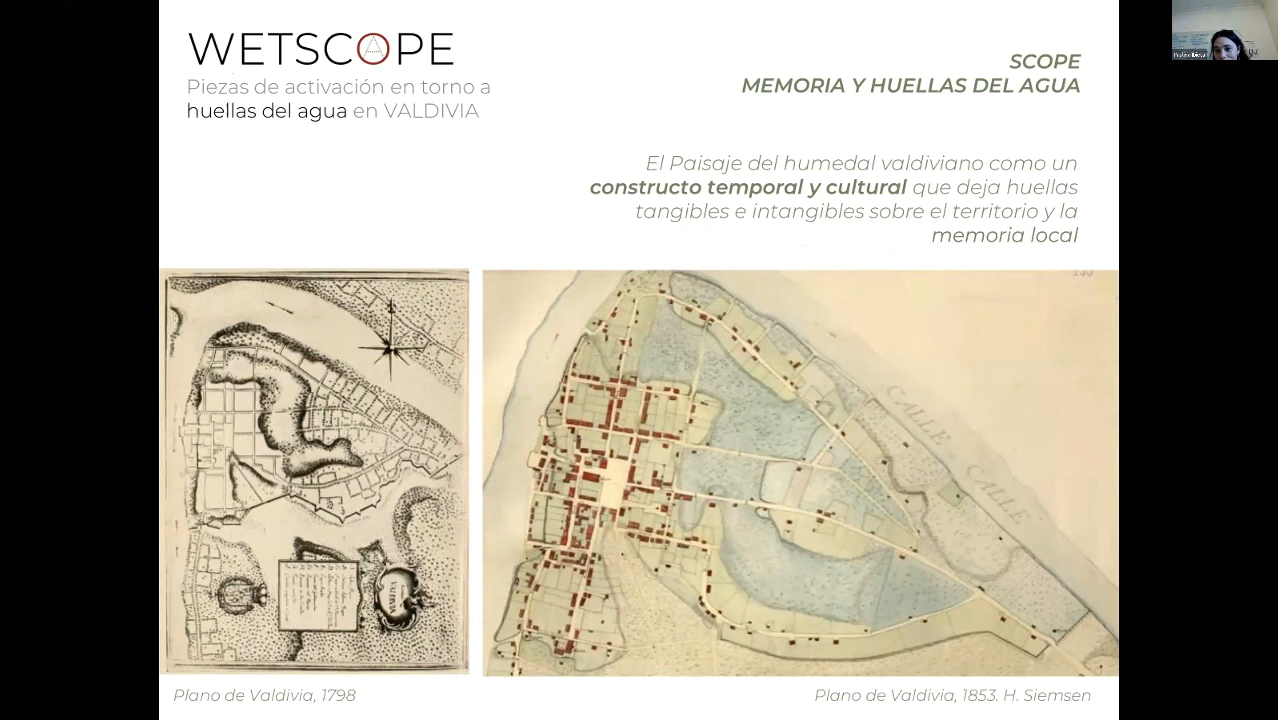 WETSCOPE
Piezas de activación en torno a
huellas del agua en VALDIVIA
SCOPE
MEMORIA Y HUELLAS DEL AGUA
El Paisaje del humedal valdiviano como un
constructo temporal y cultural que deja huellas
tangibles e intangibles sobre el territorio y la
memoria local
VALDIVIA
CALLE
CALLE
Plano de Valdivia, 1798
Plano de Valdivia, 1853. H. Siemsen